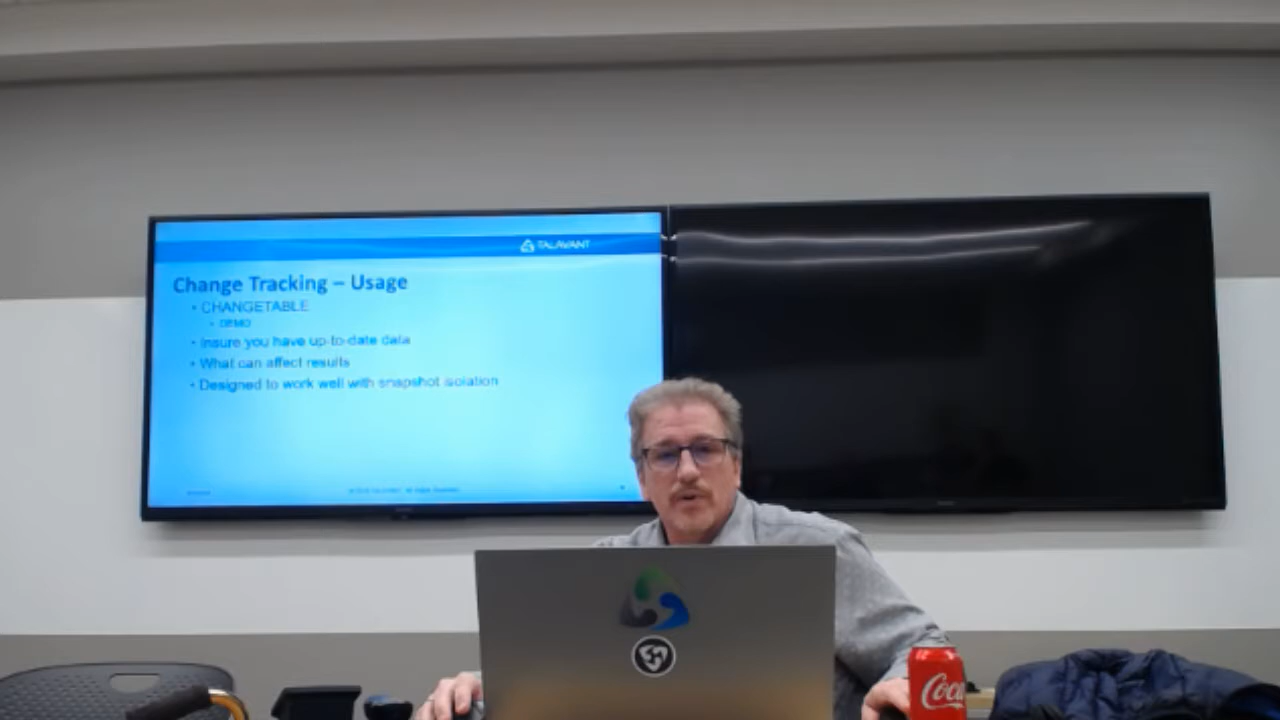 TALAVANT
Change Tracking – Usage
• CHANGETABLE
• DEMO
• Insure you have up-to-date data
• What can affect results
• Designed to work well with snapshot isolation
Coca